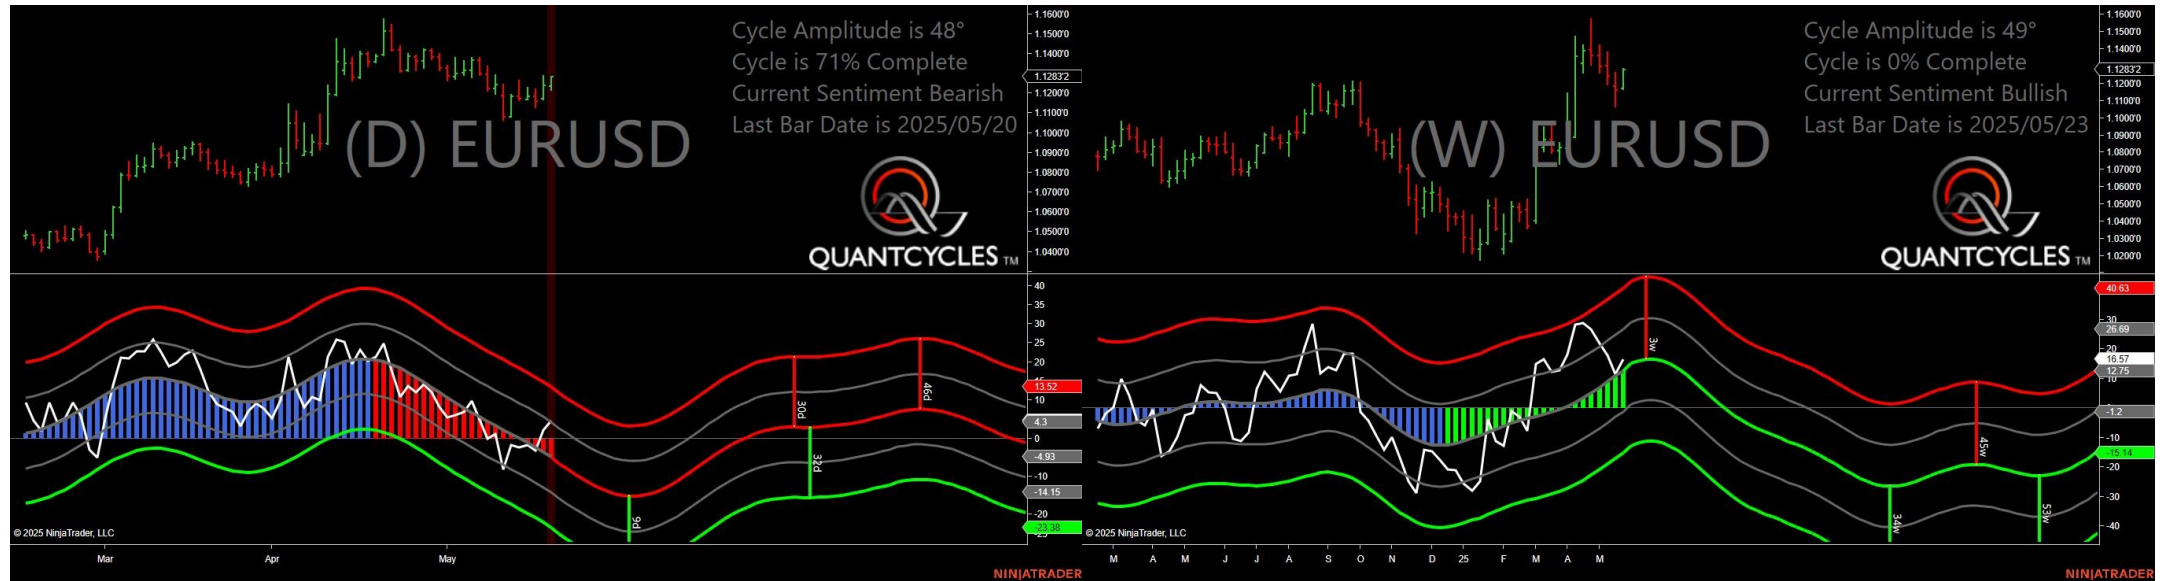 Cycle Amplitude is 48°
Cycle is 71% Complete
Current Sentiment Bearish
Last Bar Date is 2025/05/20
(D) EURUSD
QUANTCYCLES TM
1.1600'0
1.1500'0
1.1400'0
1.1283'2
1.1200'0
1.1100'0
1.1000'0
1.0900'0
1.0800'0
1.0700'0
1.0600'0
1.0500'0
1.0400'0
40
35
30
25
20
13.52
10
4.3
0
-4.93
-10
-14.15
-20
-23.38
9d
30d
32d
46d
© 2025 NinjaTrader, LLC
Mar Apr May
NINJATRADER
Cycle Amplitude is 49°
Cycle is 0% Complete
Current Sentiment Bullish
Last Bar Date is 2025/05/23
(W) EURUSD
QUANTCYCLES TM
1.1600'0
1.1500'0
1.1400'0
1.1283'2
1.1200'0
1.1100'0
1.1000'0
1.0900'0
1.0800'0
1.0700'0
1.0600'0
1.0500'0
1.0400'0
1.0300'0
1.0200'0
40.63
30
26.69
20
16.57
12.75
10
-1.2
-10
-15.14
-20
-30
-40
3w
34w
45w
53w
© 2025 NinjaTrader, LLC
M A M J J A S O N D 25 F M A M
NINJATRADER